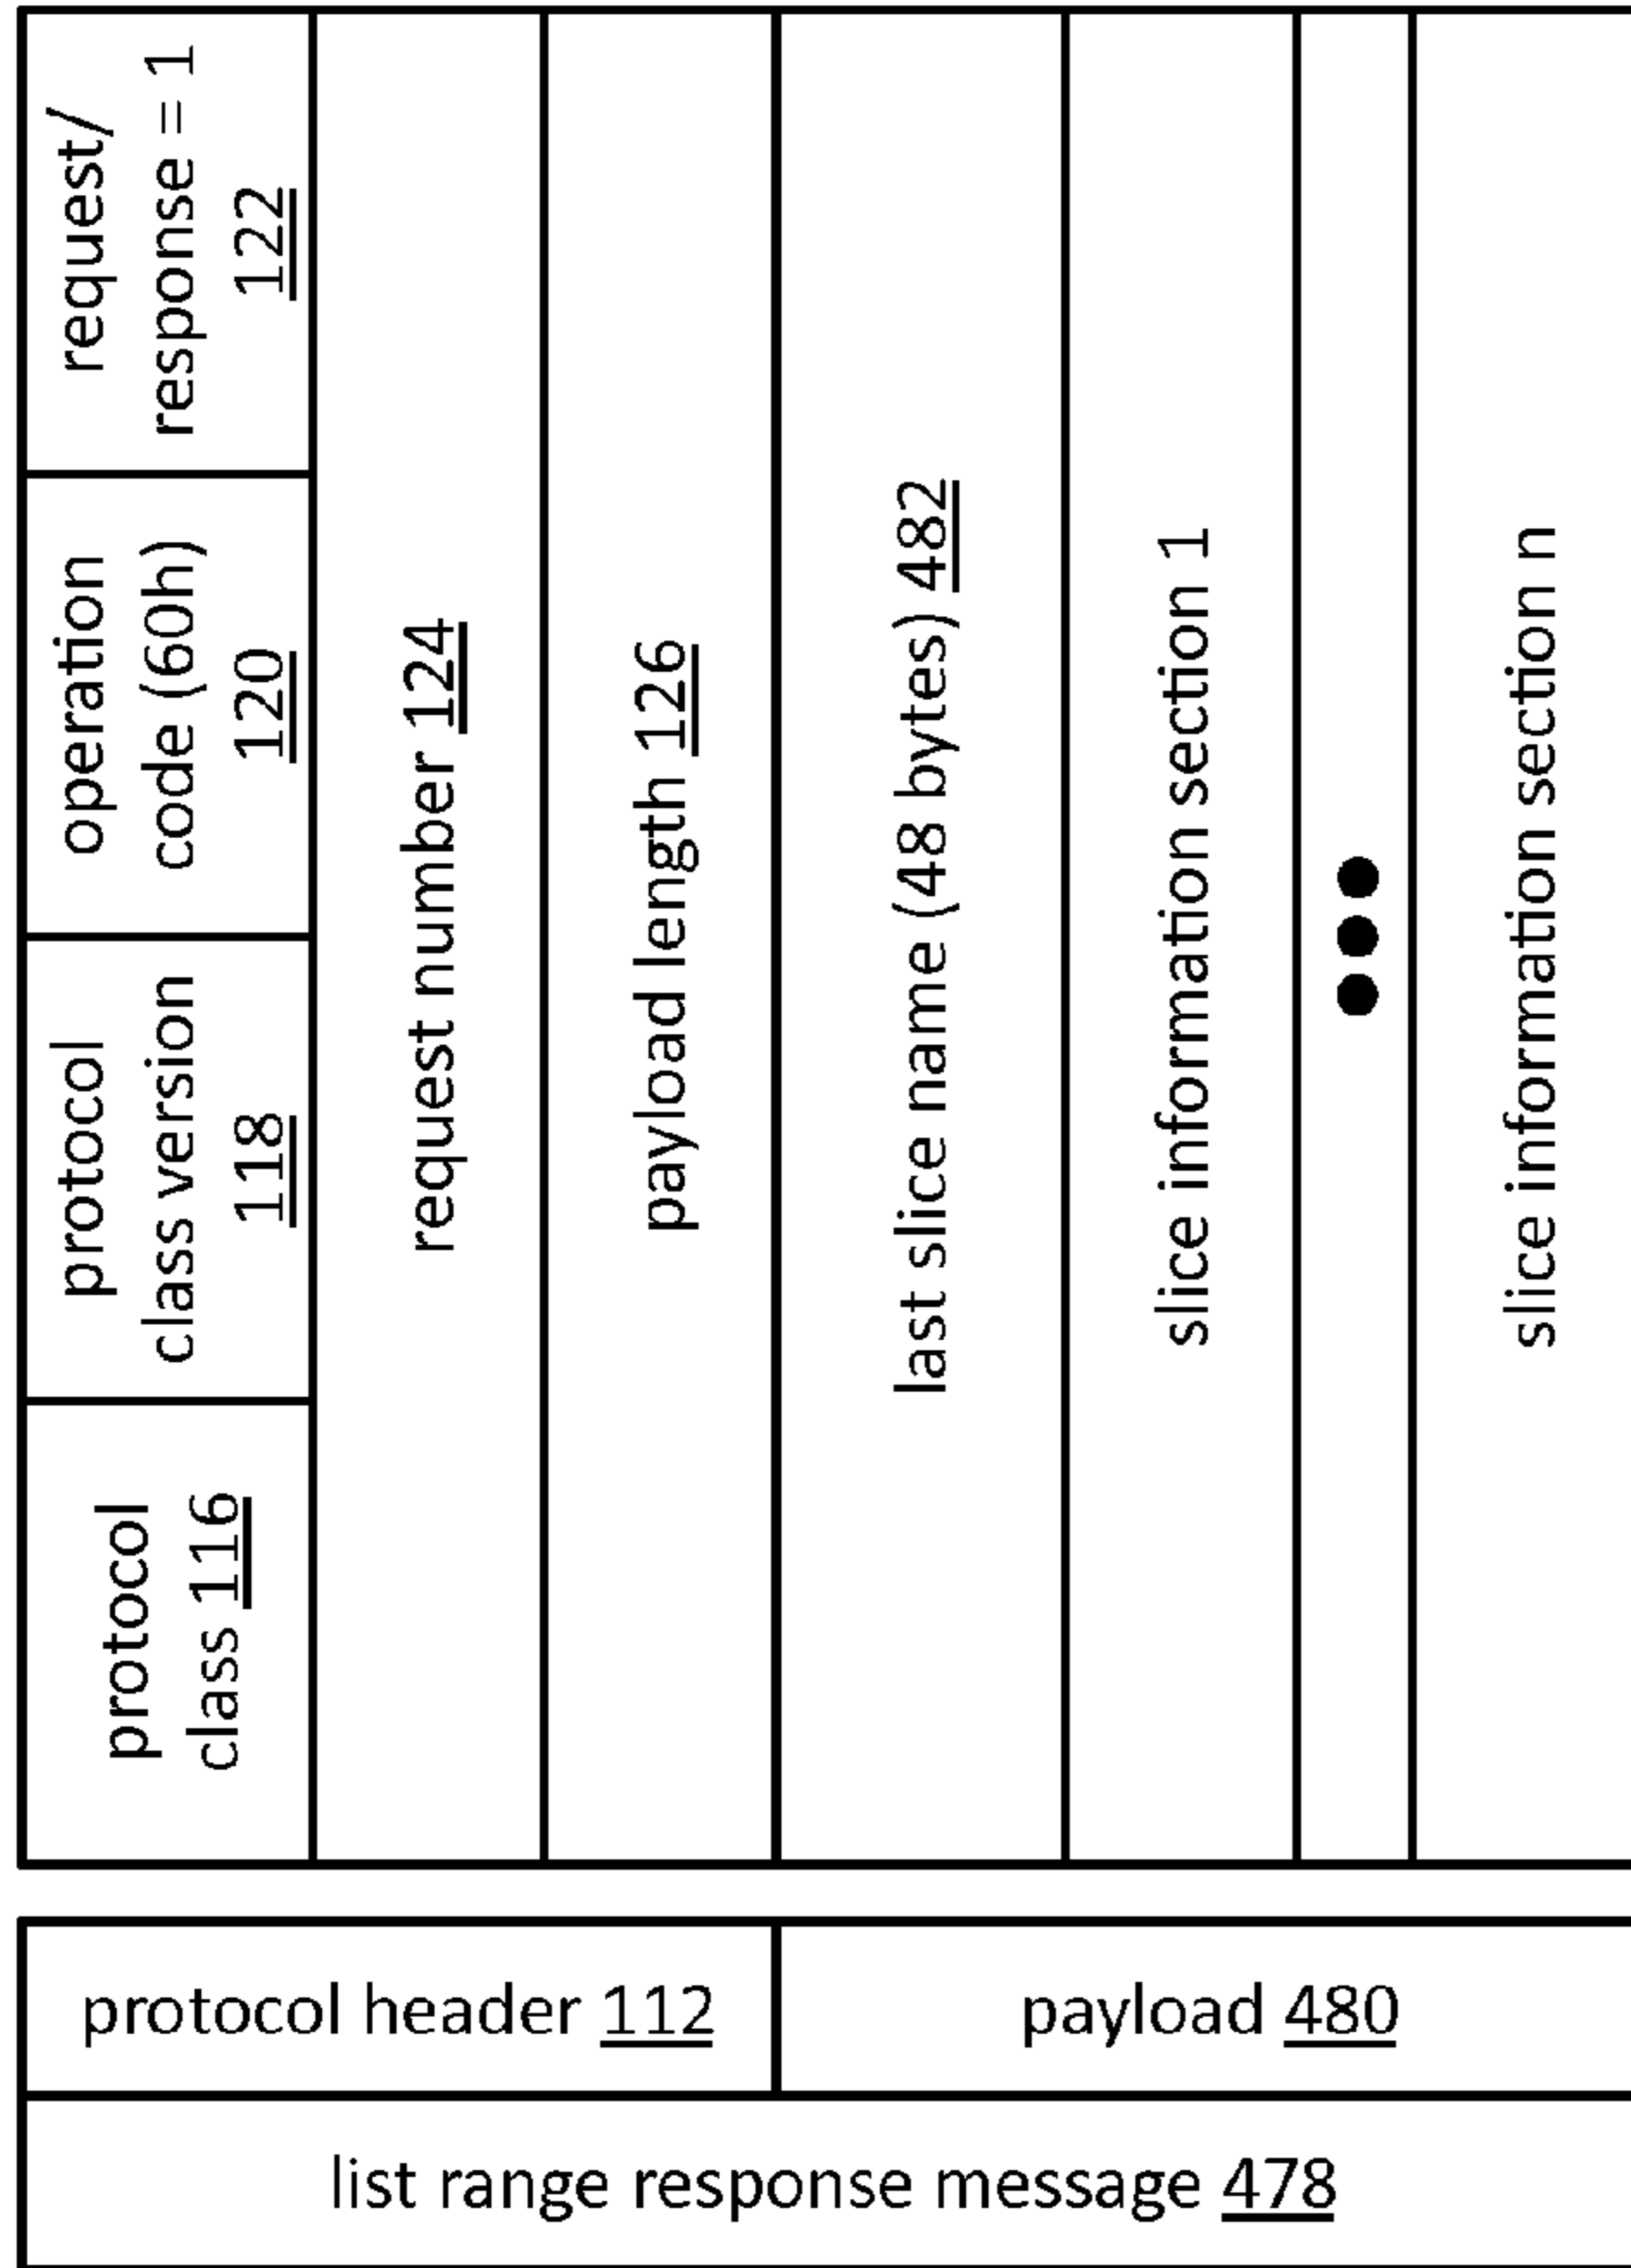 list range response message 478
protocol header 112
payload 480
protocol
class 116
protocol
class version
118
operation
code (60h)
120
request/
response = 1
122
request number 124
payload length 126
last slice name (48 bytes) 482
slice information section 1
slice information section n